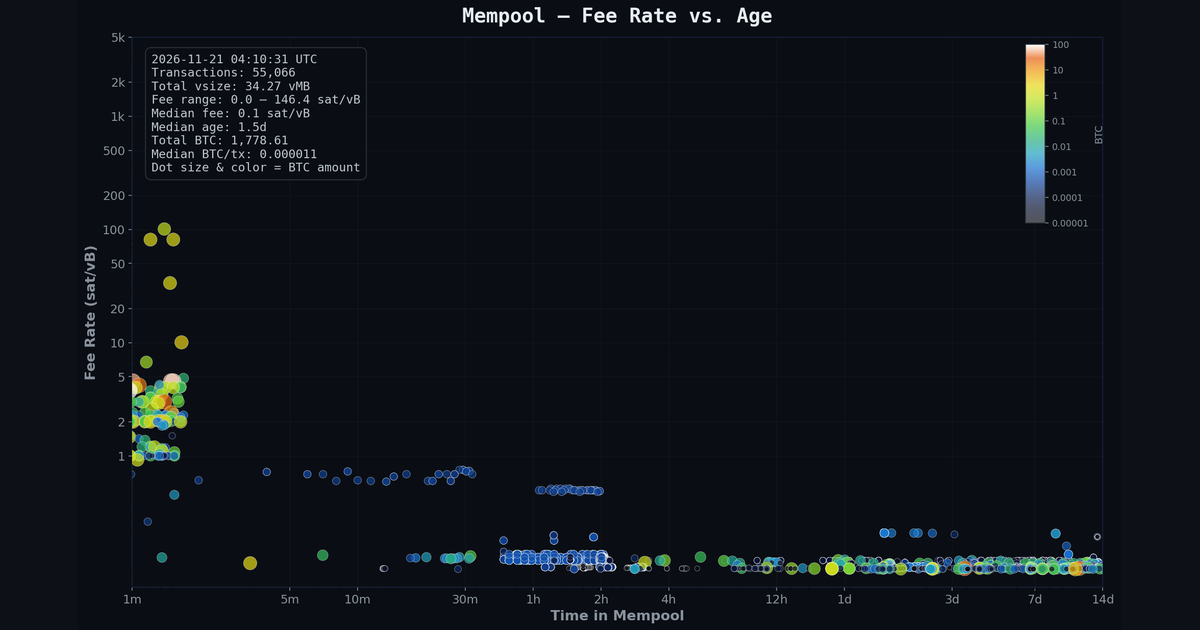 Mempool — Fee Rate vs. Age
2026-11-21 04:10:31 UTC
Transactions: 55,066
Total vsize: 34.27 vMB
Fee range: 0.0 — 146.4 sat/vB
Median fee: 0.1 sat/vB
Median age: 1.5d
Total BTC: 1,778.61
Median BTC/tx: 0.000011
Dot size & color = BTC amount
5k
2k
1k
500
200
100
50
20
10
5
2
1
Fee Rate (sat/vB)
100
10
1
0.1
0.01
0.001
0.0001
0.00001
BTC
1m
5m
10m
30m
1h
2h
4h
12h
1d
3d
7d
14d
Time in Mempool